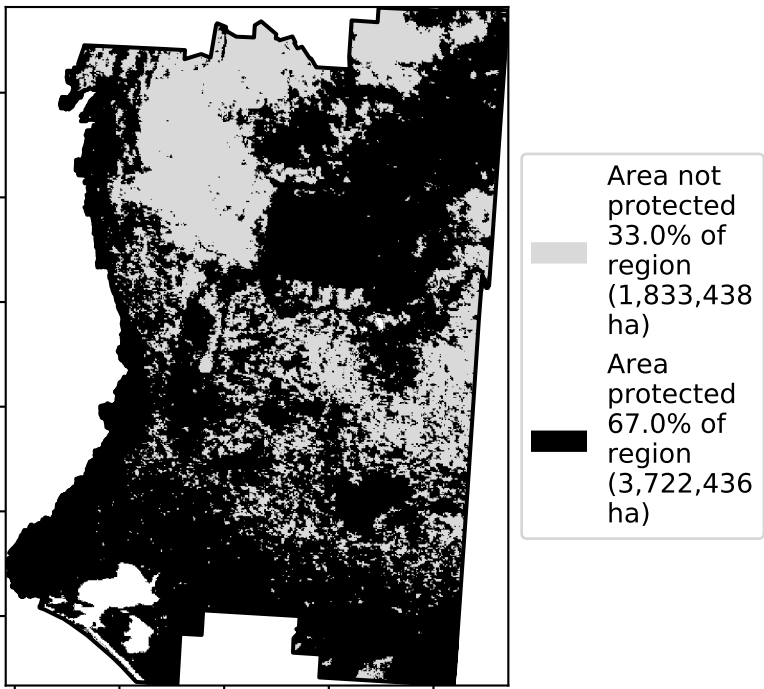 Area not
protected
33.0% of
region
(1,833,438
ha)
Area
protected
67.0% of
region
(3,722,436
ha)